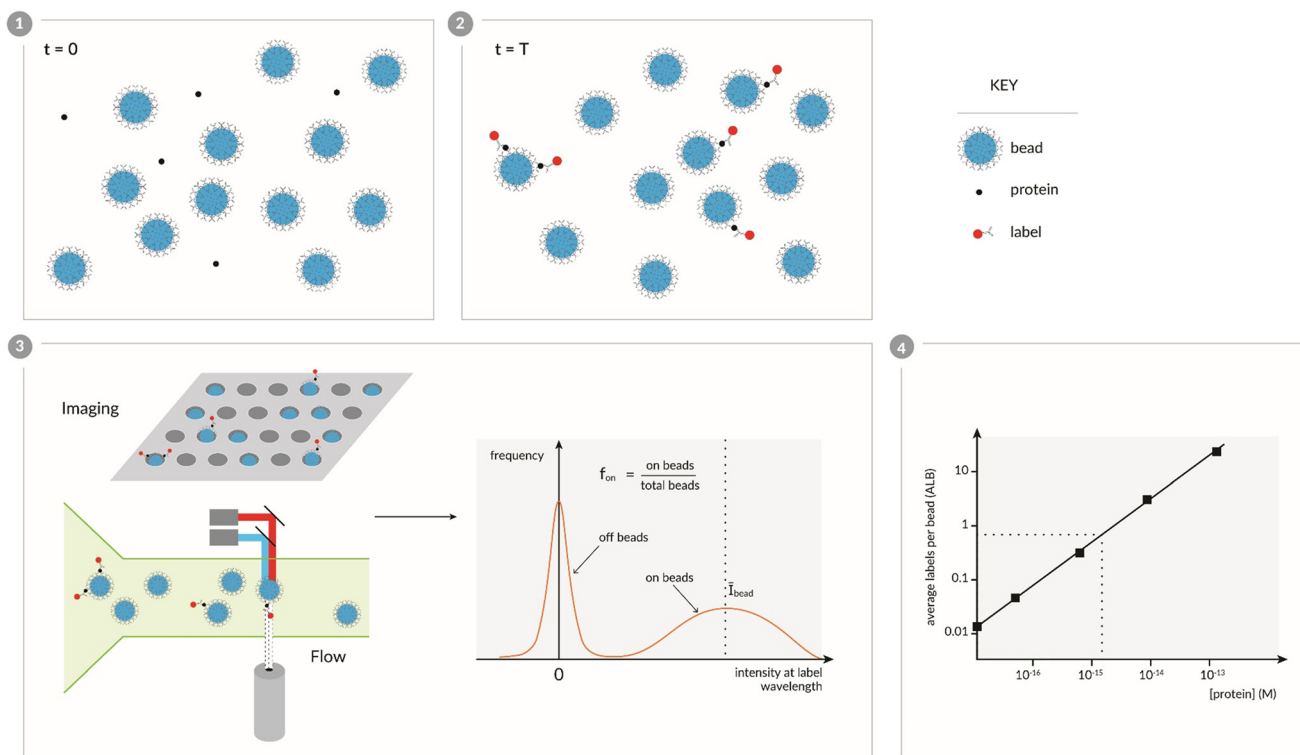 1
t = 0
2
t = T
KEY
bead
protein
label
3
Imaging
Flow
frequency
f_on = on beads
total beads
off beads
on beads
Ī_bead
0
intensity at label
wavelength
4
average labels per bead (ALB)
10
1
0.1
0.01
10⁻¹⁶
10⁻¹⁵
10⁻¹⁴
10⁻¹³
[protein] (M)